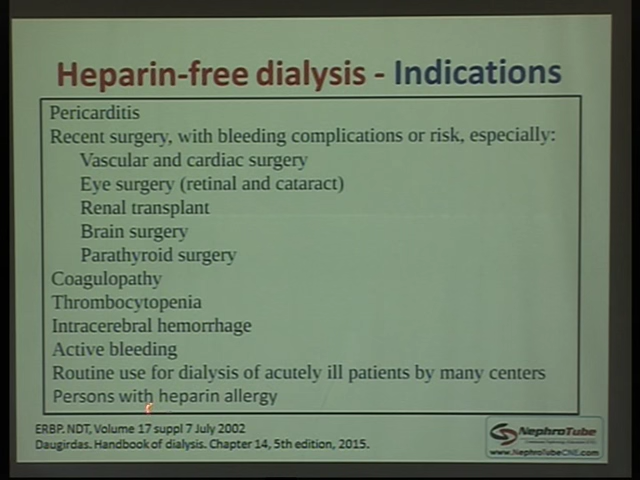 Heparin-free dialysis - Indications
Pericarditis
Recent surgery, with bleeding complications or risk, especially:
Vascular and cardiac surgery
Eye surgery (retinal and cataract)
Renal transplant
Brain surgery
Parathyroid surgery
Coagulopathy
Thrombocytopenia
Intracerebral hemorrhage
Active bleeding
Routine use for dialysis of acutely ill patients by many centers
Persons with heparin allergy
ERBP. NDT, Volume 17 suppl 7 July 2002
Daugirdas. Handbook of dialysis. Chapter 14, 5th edition, 2015.
NephroTube
www.NephroTubeCNE.com